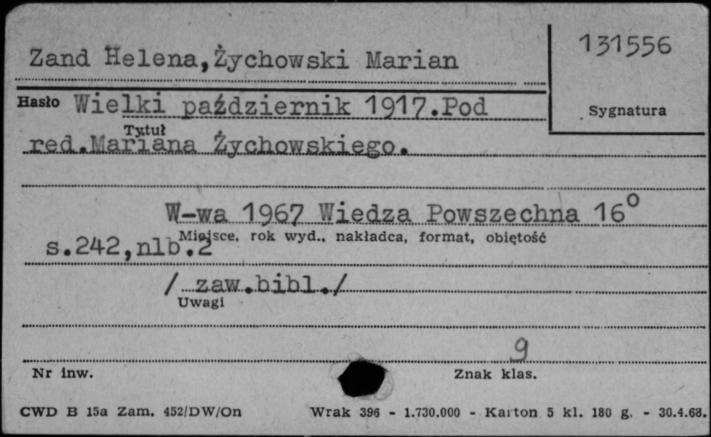 131556
Zand Helena, Żychowski Marian
Hasło Wielki październik 1917.Pod
Sygnatura
Tytuł
red.Mariana Żychowskiego.
W-wa 1967 Wiedza Powszechna 16°
Miejsce, rok wyd., nakładca, format, obiętość
s.242,nlb.2
/ zaw.bibl./
Uwagi
9
Nr inw. Znak klas.
CWD B 15a Zam. 452/DW/On Wrak 396 - 1.730.000 - Karton 5 kl. 180 g. - 30.4.68.